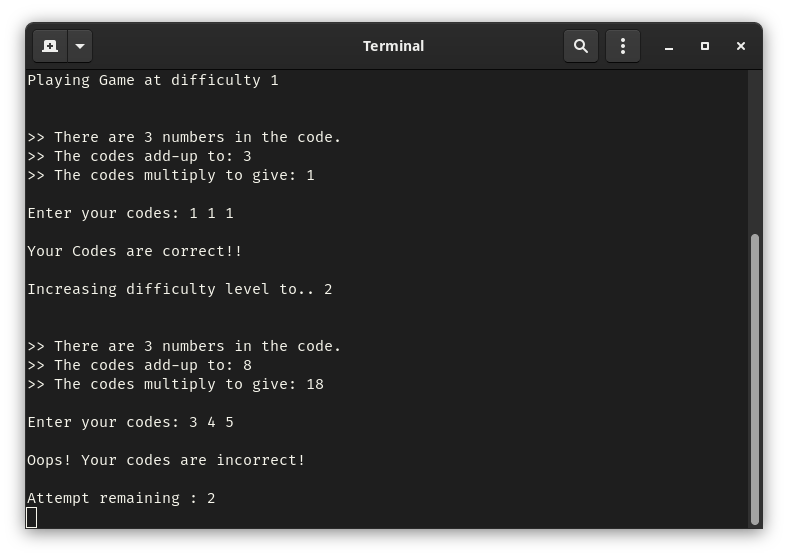 Terminal
Playing Game at difficulty 1
>> There are 3 numbers in the code.
>> The codes add-up to: 3
>> The codes multiply to give: 1
Enter your codes: 1 1 1
Your Codes are correct!!
Increasing difficulty level to.. 2
>> There are 3 numbers in the code.
>> The codes add-up to: 8
>> The codes multiply to give: 18
Enter your codes: 3 4 5
Oops! Your codes are incorrect!
Attempt remaining : 2